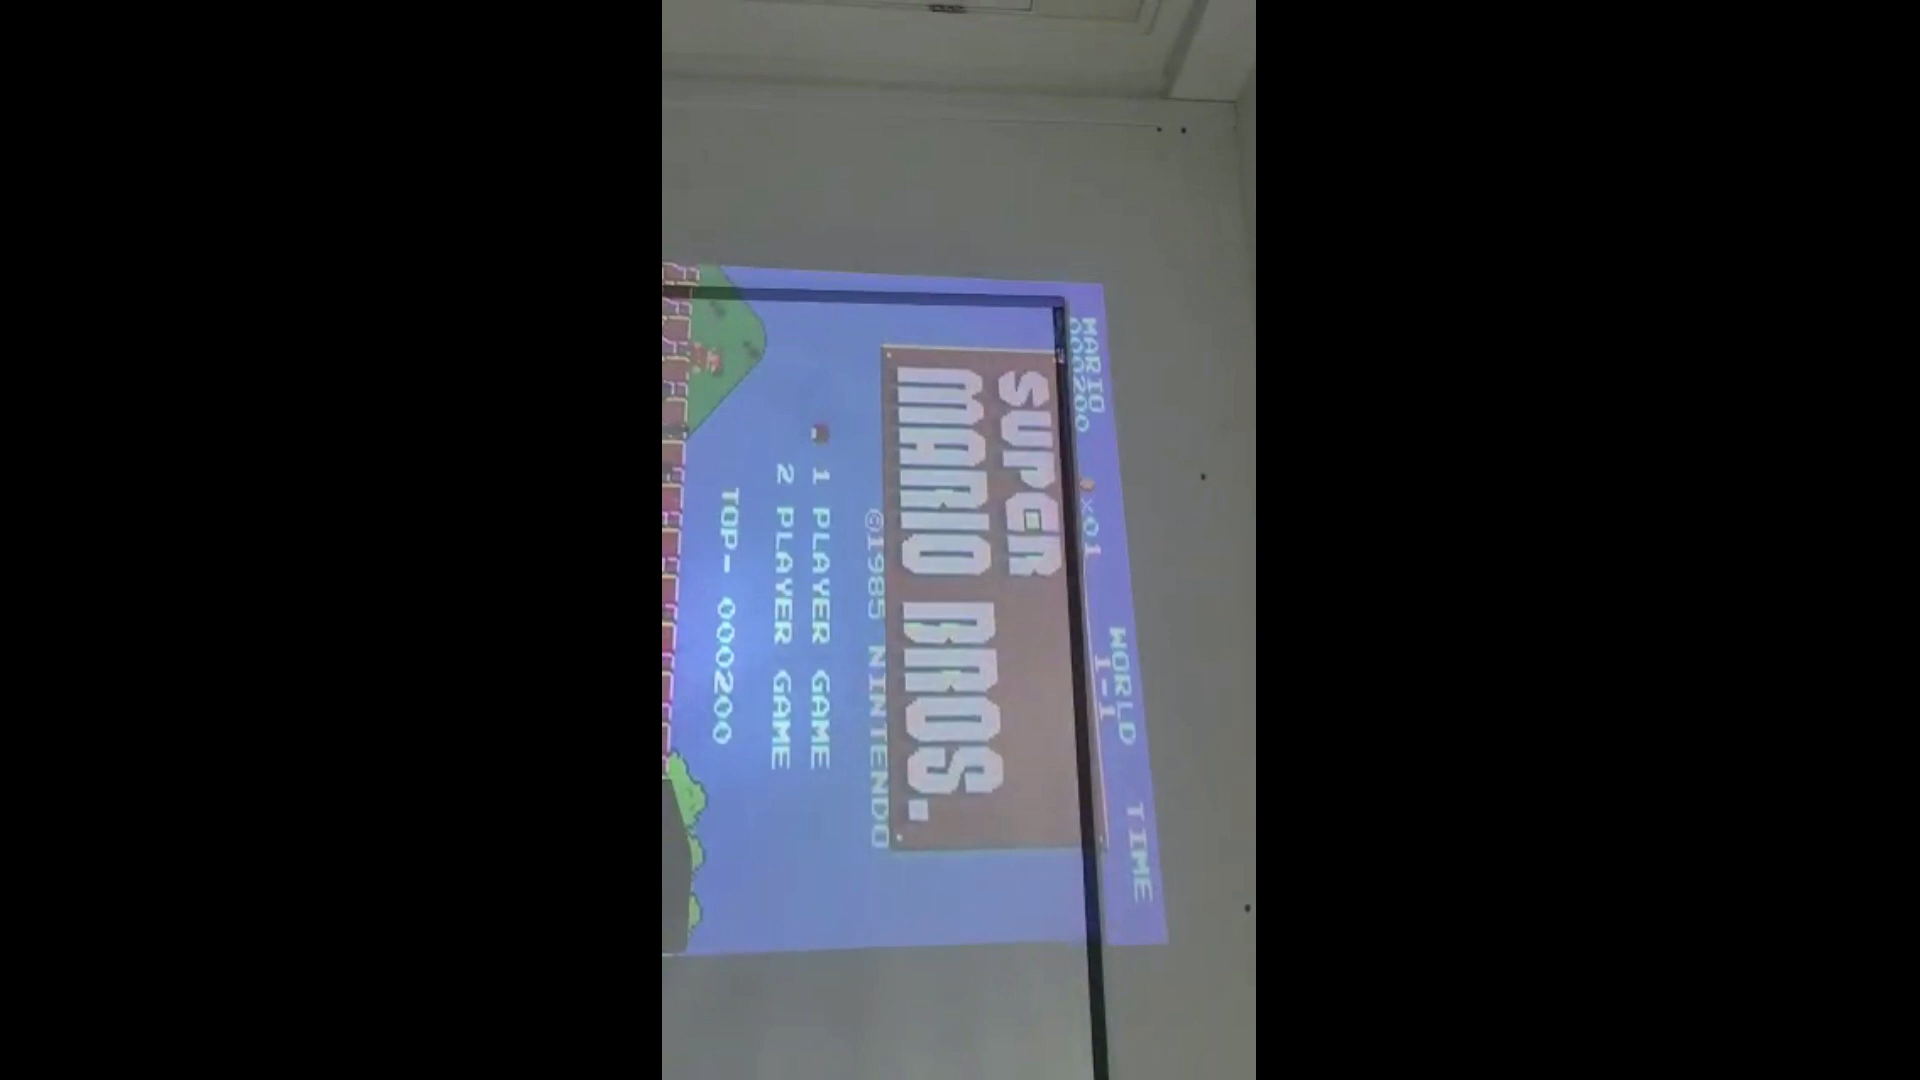 MARIO WORLD TIME
000200 ×01 1-1
SUPER
MARIO BROS.
©1985 NINTENDO
1 PLAYER GAME
2 PLAYER GAME
TOP- 000200